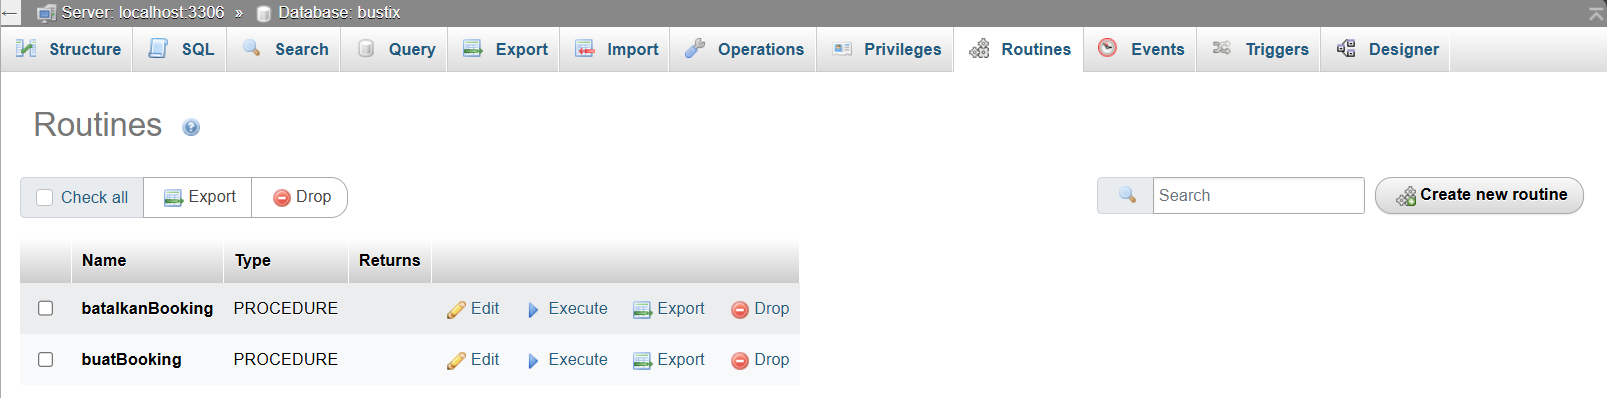 ← Server: localhost:3306 » Database: bustix
Structure SQL Search Query Export Import Operations Privileges Routines Events Triggers Designer
Routines
Check all Export Drop Search Create new routine
Name Type Returns
batalkanBooking PROCEDURE Edit Execute Export Drop
buatBooking PROCEDURE Edit Execute Export Drop